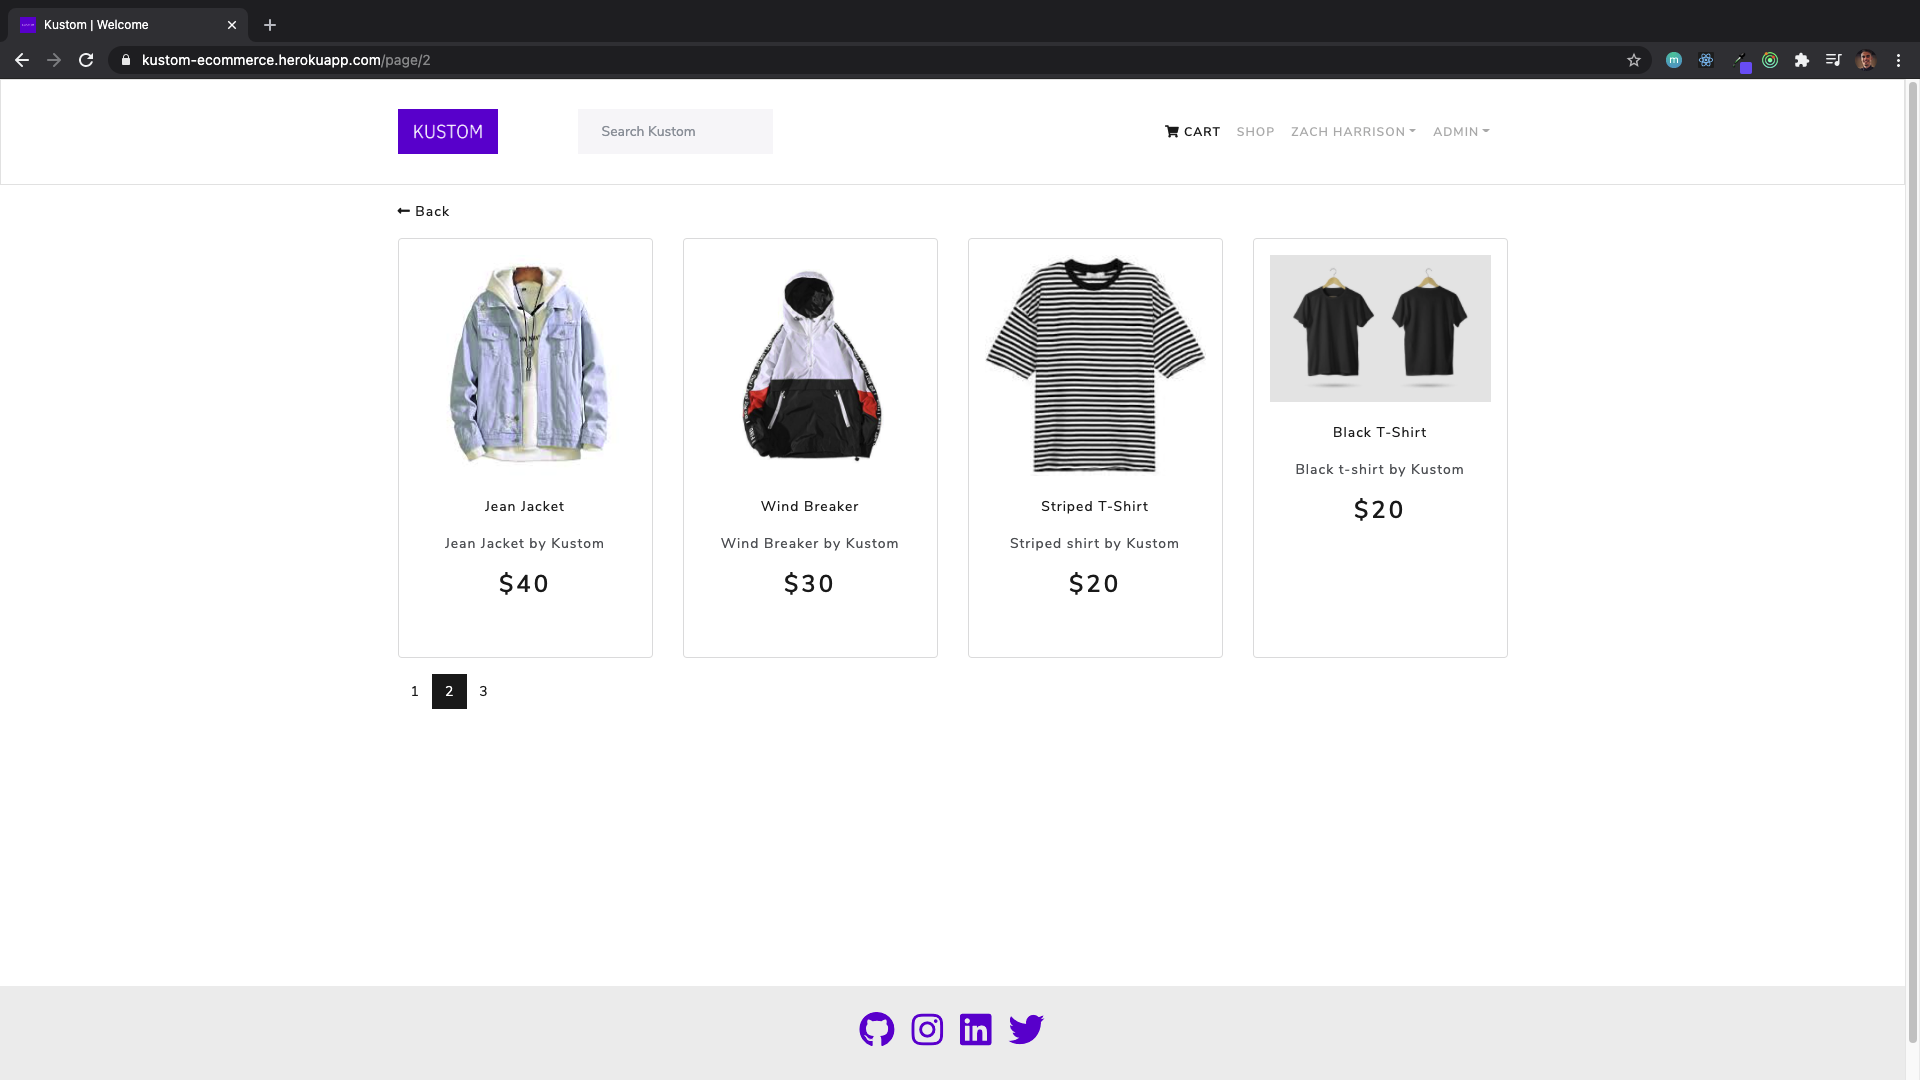 Kustom | Welcome
kustom-ecommerce.herokuapp.com/page/2
KUSTOM
Search Kustom
CART
SHOP
ZACH HARRISON
ADMIN
Back
Jean Jacket
Jean Jacket by Kustom
$40
Wind Breaker
Wind Breaker by Kustom
$30
Striped T-Shirt
Striped shirt by Kustom
$20
Black T-Shirt
Black t-shirt by Kustom
$20
1 2 3